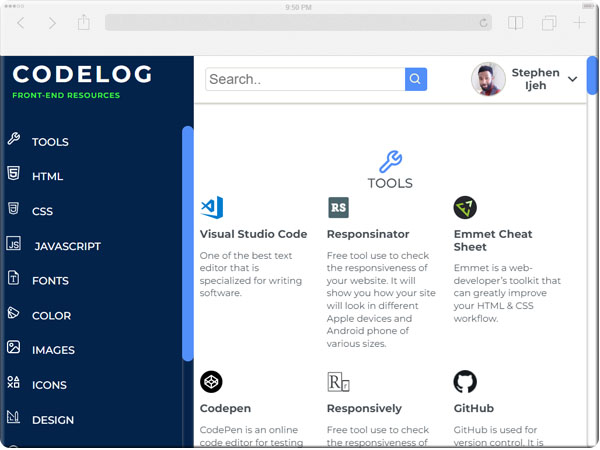 9:50 PM
CODELOG
FRONT-END RESOURCES
Search..
Stephen
Ijeh
TOOLS
HTML
CSS
JS
JAVASCRIPT
FONTS
COLOR
IMAGES
ICONS
DESIGN
TOOLS
Visual Studio Code
One of the best text
editor that is
specialized for writing
software.
RS
Responsinator
Free tool use to check
the responsiveness of
your website. It will
show you how your site
will look in different
Apple devices and
Android phone of
various sizes.
Emmet Cheat
Sheet
Emmet is a web-
developer's toolkit that
can greatly improve
your HTML & CSS
workflow.
Codepen
CodePen is an online
code editor for testing
Rr
Responsively
Free tool use to check
the responsiveness of
GitHub
GitHub is used for
version control. It is